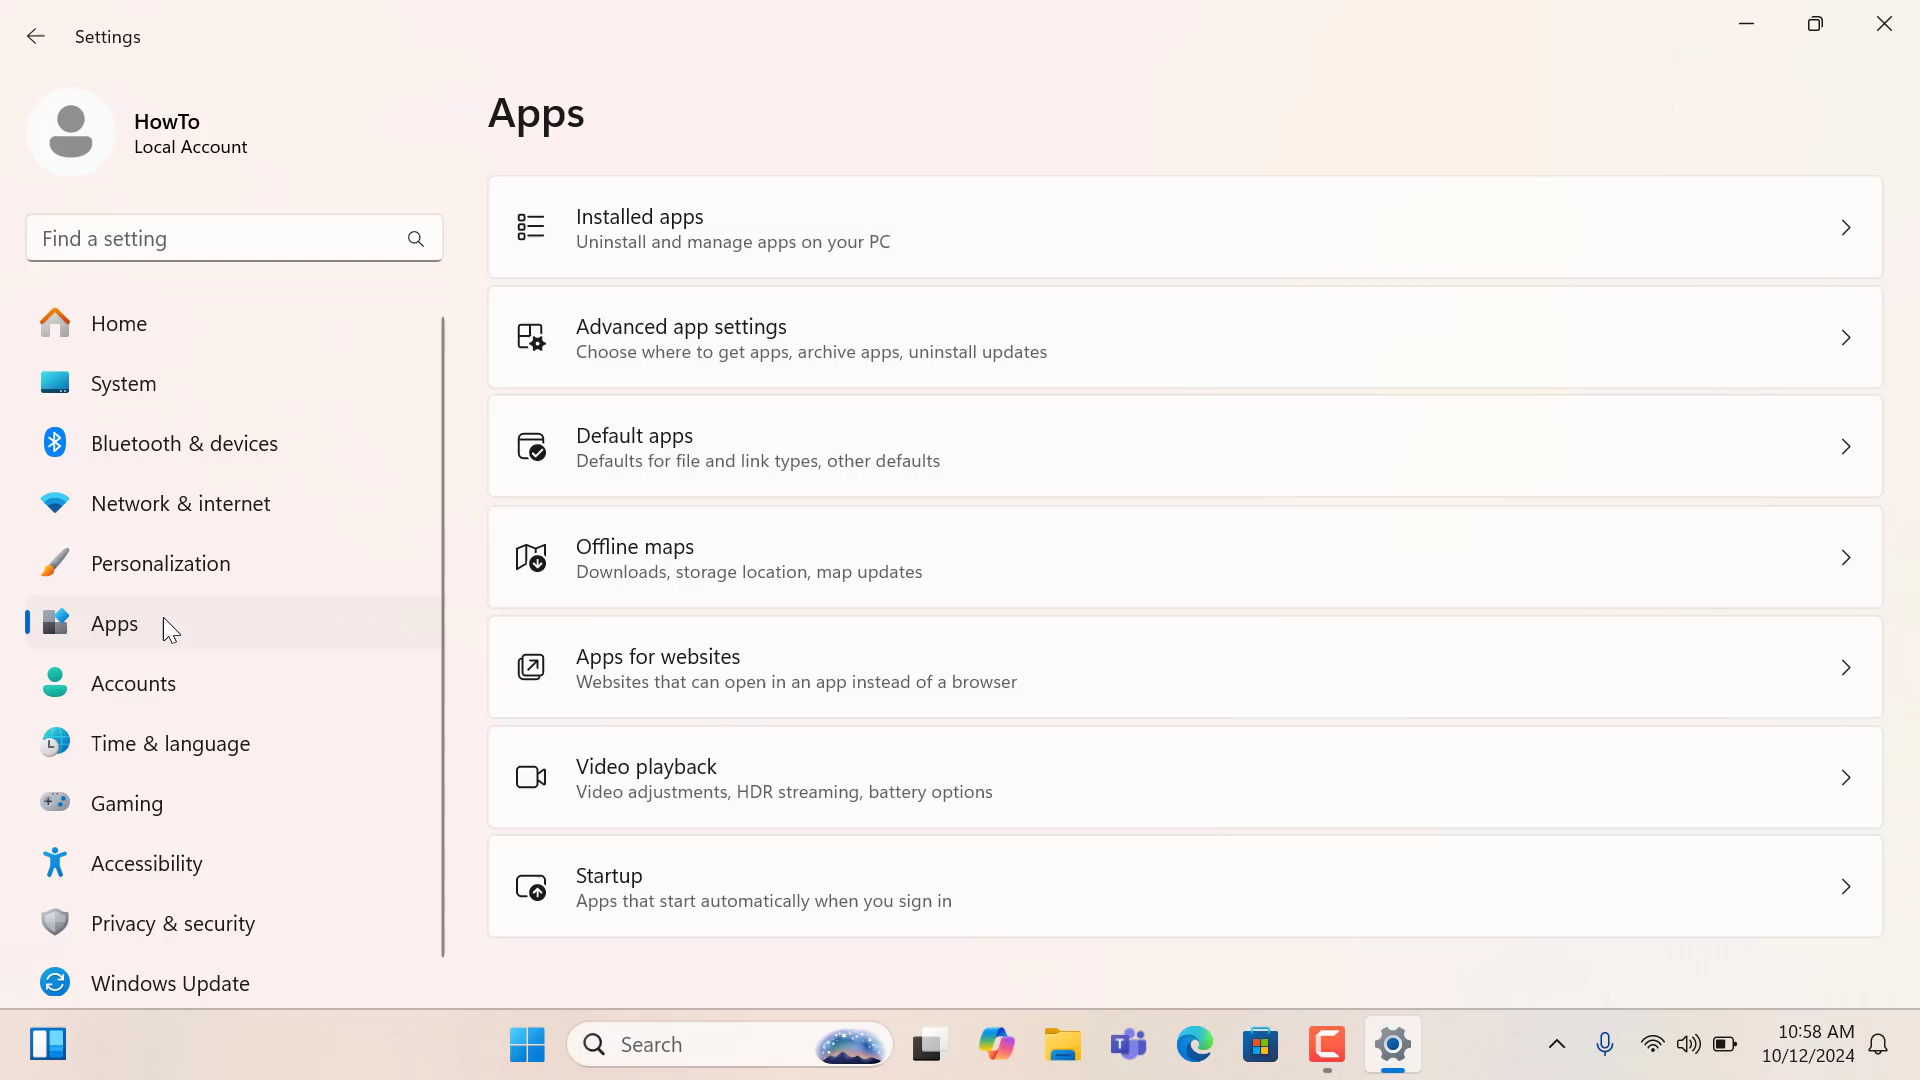 Settings
HowTo
Local Account
Find a setting
Home
System
Bluetooth & devices
Network & internet
Personalization
Apps
Accounts
Time & language
Gaming
Accessibility
Privacy & security
Windows Update
Apps
Installed apps
Uninstall and manage apps on your PC
Advanced app settings
Choose where to get apps, archive apps, uninstall updates
Default apps
Defaults for file and link types, other defaults
Offline maps
Downloads, storage location, map updates
Apps for websites
Websites that can open in an app instead of a browser
Video playback
Video adjustments, HDR streaming, battery options
Startup
Apps that start automatically when you sign in
Search
10:58 AM
10/12/2024